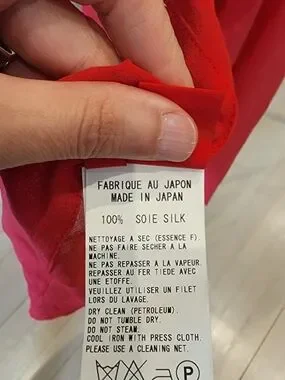 FABRIQUE AU JAPON
MADE IN JAPAN
100% SOIE SILK
NETTOYAGE A SEC (ESSENCE F).
NE PAS FAIRE SÉCHER A LA
MACHINE.
NE PAS REPASSER A LA VAPEUR.
REPASSER AU FER TIEDE AVEC
UNE ETOFFE.
VEUILLEZ UTILISER UN FILET
LORS DU LAVAGE.
DRY CLEAN (PETROLEUM).
DO NOT TUMBLE DRY.
DO NOT STEAM.
COOL IRON WITH PRESS CLOTH.
PLEASE USE A CLEANING NET.
P